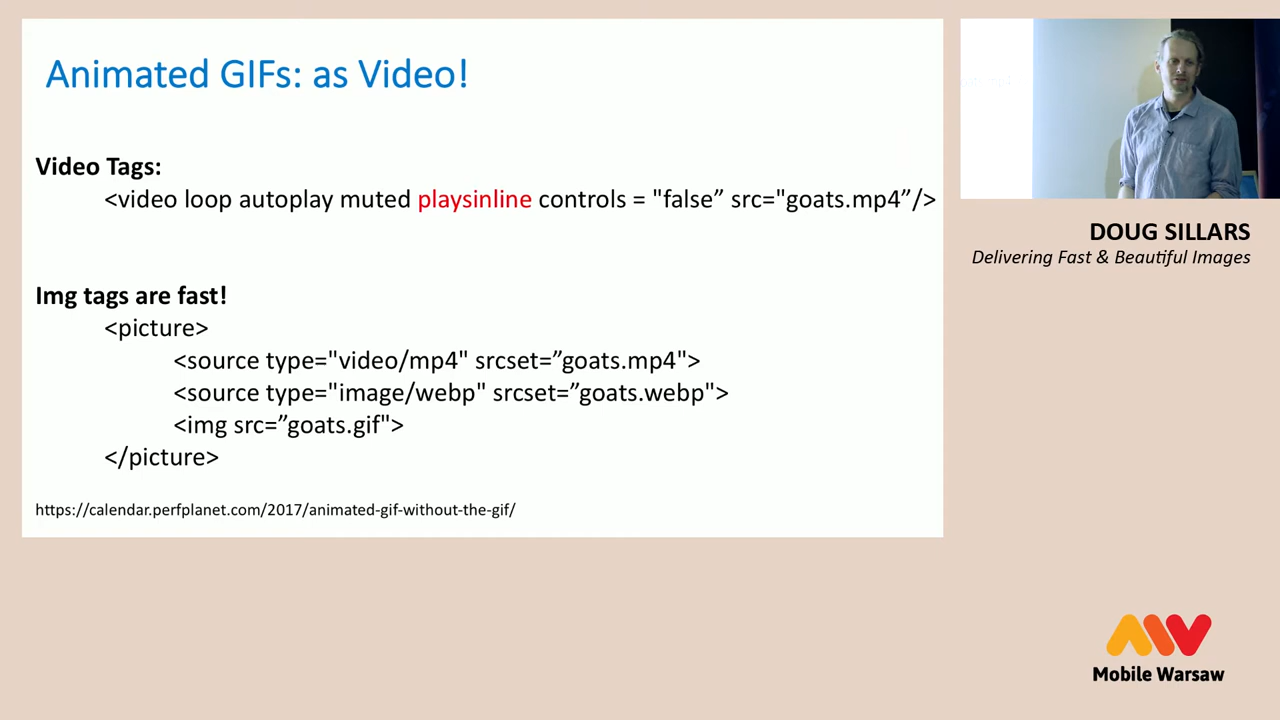 Animated GIFs: as Video!
Video Tags:
<video loop autoplay muted playsinline controls = "false” src="goats.mp4”/>
Img tags are fast!
<picture>
<source type="video/mp4" srcset=”goats.mp4">
<source type="image/webp" srcset=”goats.webp">
<img src=”goats.gif">
</picture>
https://calendar.perfplanet.com/2017/animated-gif-without-the-gif/
DOUG SILLARS
Delivering Fast & Beautiful Images
Mobile Warsaw